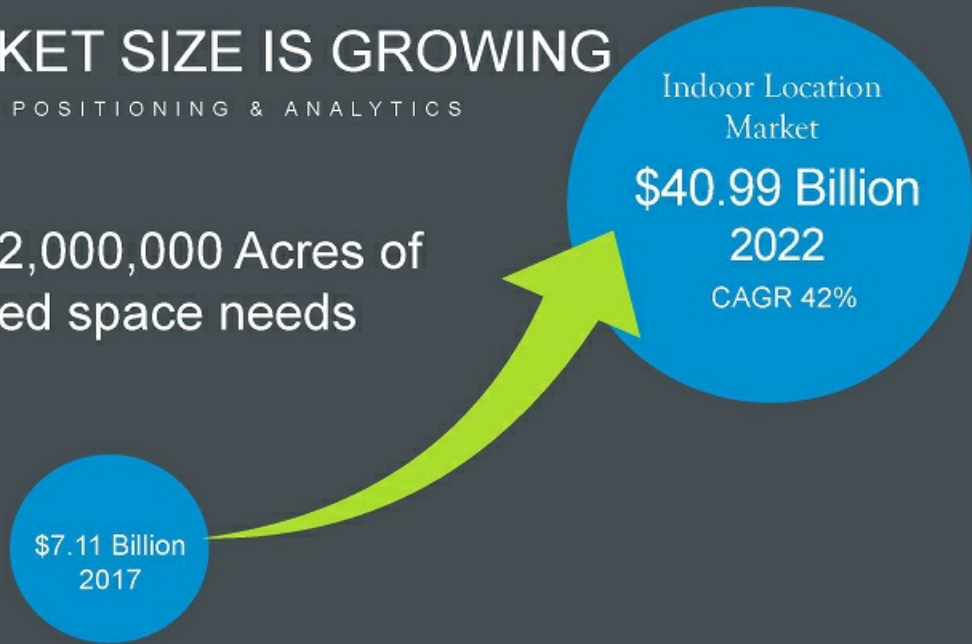 KET SIZE IS GROWING
POSITIONING & ANALYTICS
Indoor Location
Market
$40.99 Billion
2022
CAGR 42%
2,000,000 Acres of
ed space needs
$7.11 Billion
2017